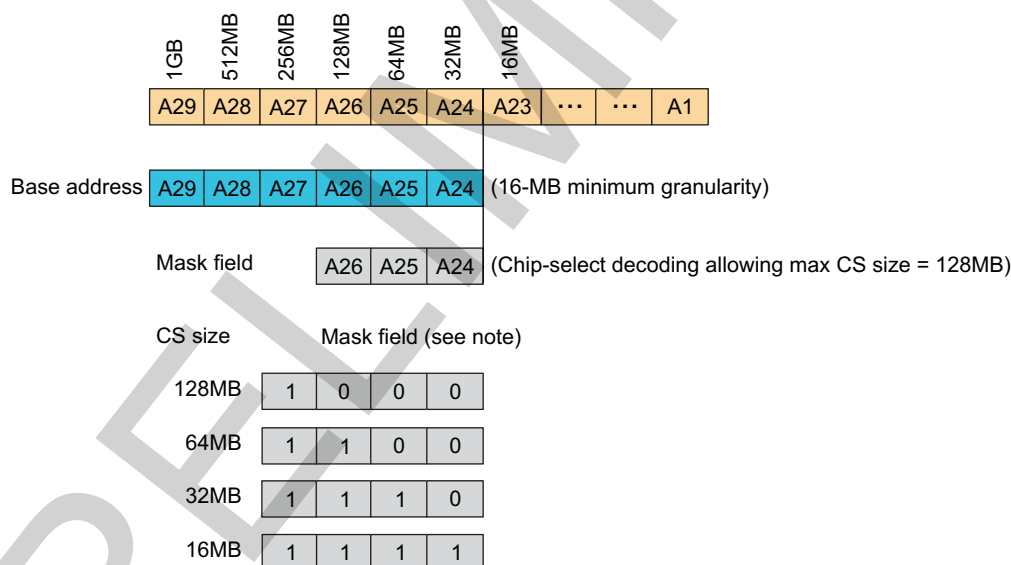 1GB 512MB 256MB 128MB 64MB 32MB 16MB
A29 A28 A27 A26 A25 A24 A23 ... ... A1
Base address A29 A28 A27 A26 A25 A24 (16-MB minimum granularity)
Mask field A26 A25 A24 (Chip-select decoding allowing max CS size = 128MB)
CS size Mask field (see note)
128MB 1 0 0 0
64MB 1 1 0 0
32MB 1 1 1 0
16MB 1 1 1 1